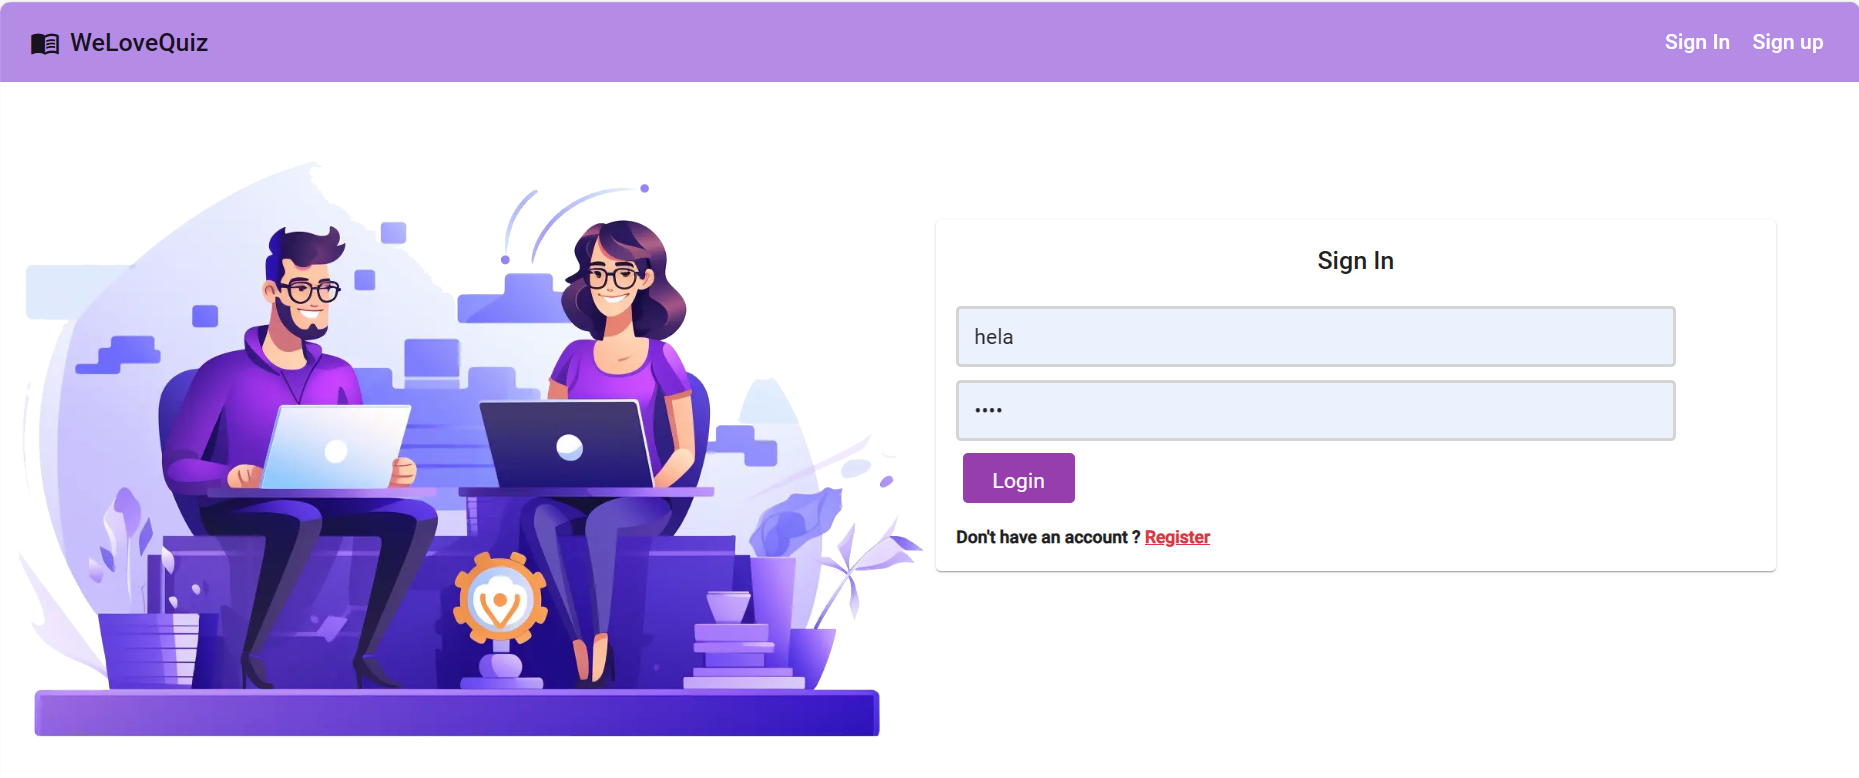 WeLoveQuiz
Sign In Sign up
Sign In
hela
••••
Login
Don't have an account ? Register